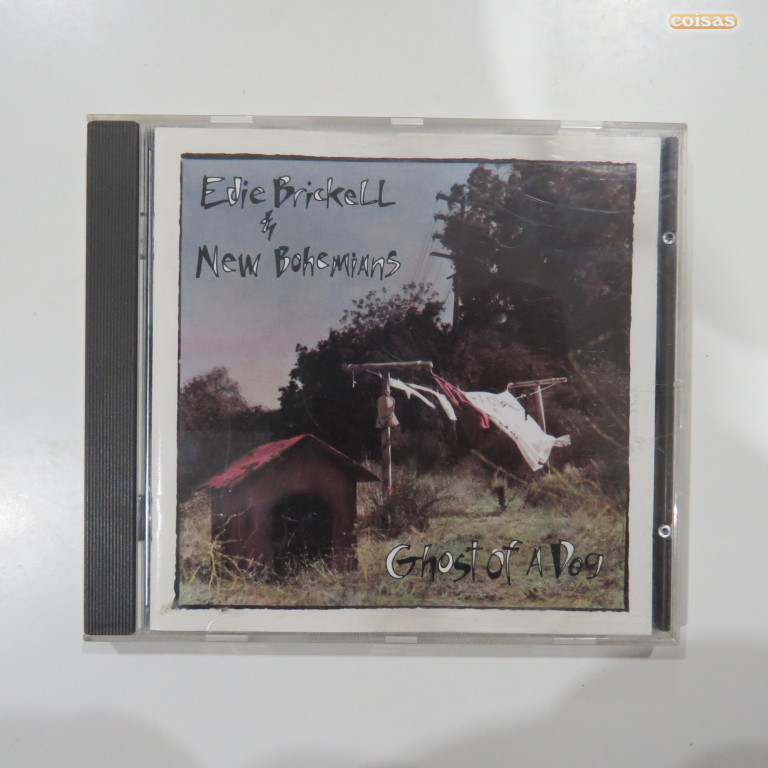 coisas
Edie Brickell
&
New Bohemians
Ghost of a Dog